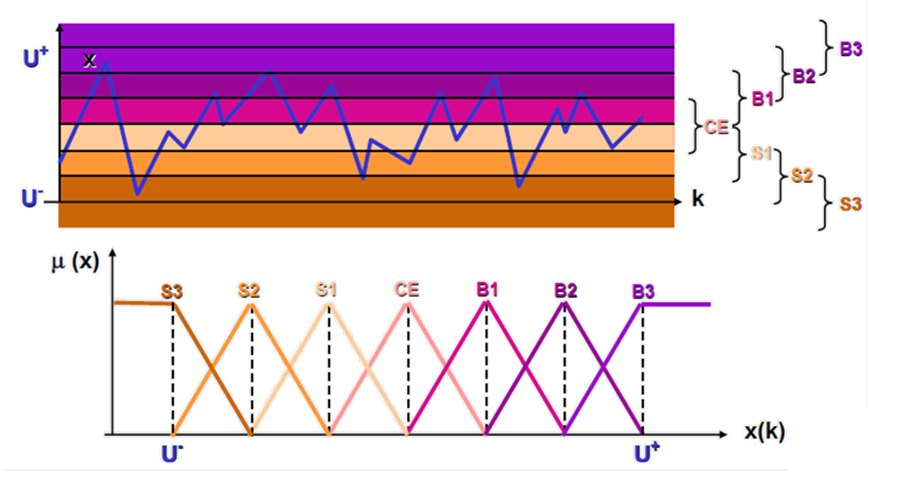 U⁺
x
B3
B2
B1
CE
S1
S2
S3
U⁻
k
μ (x)
S3 S2 S1 CE B1 B2 B3
x(k)
U⁻ U⁺